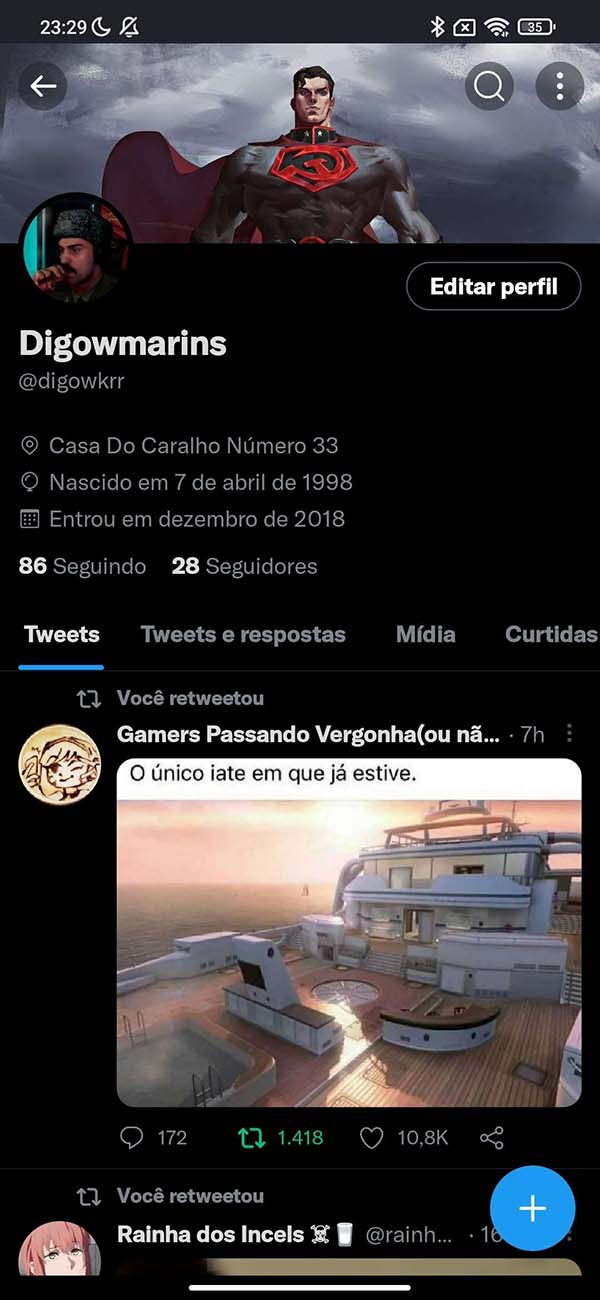 23:29
35
Editar perfil
Digowmarins
@digowkrr
Casa Do Caralho Número 33
Nascido em 7 de abril de 1998
Entrou em dezembro de 2018
86 Seguindo 28 Seguidores
Tweets Tweets e respostas Mídia Curtidas
Você retweetou
Gamers Passando Vergonha(ou nã... · 7h
O único iate em que já estive.
172 1.418 10,8K
Você retweetou
Rainha dos Incels ☠️🥛 @rainh... · 16